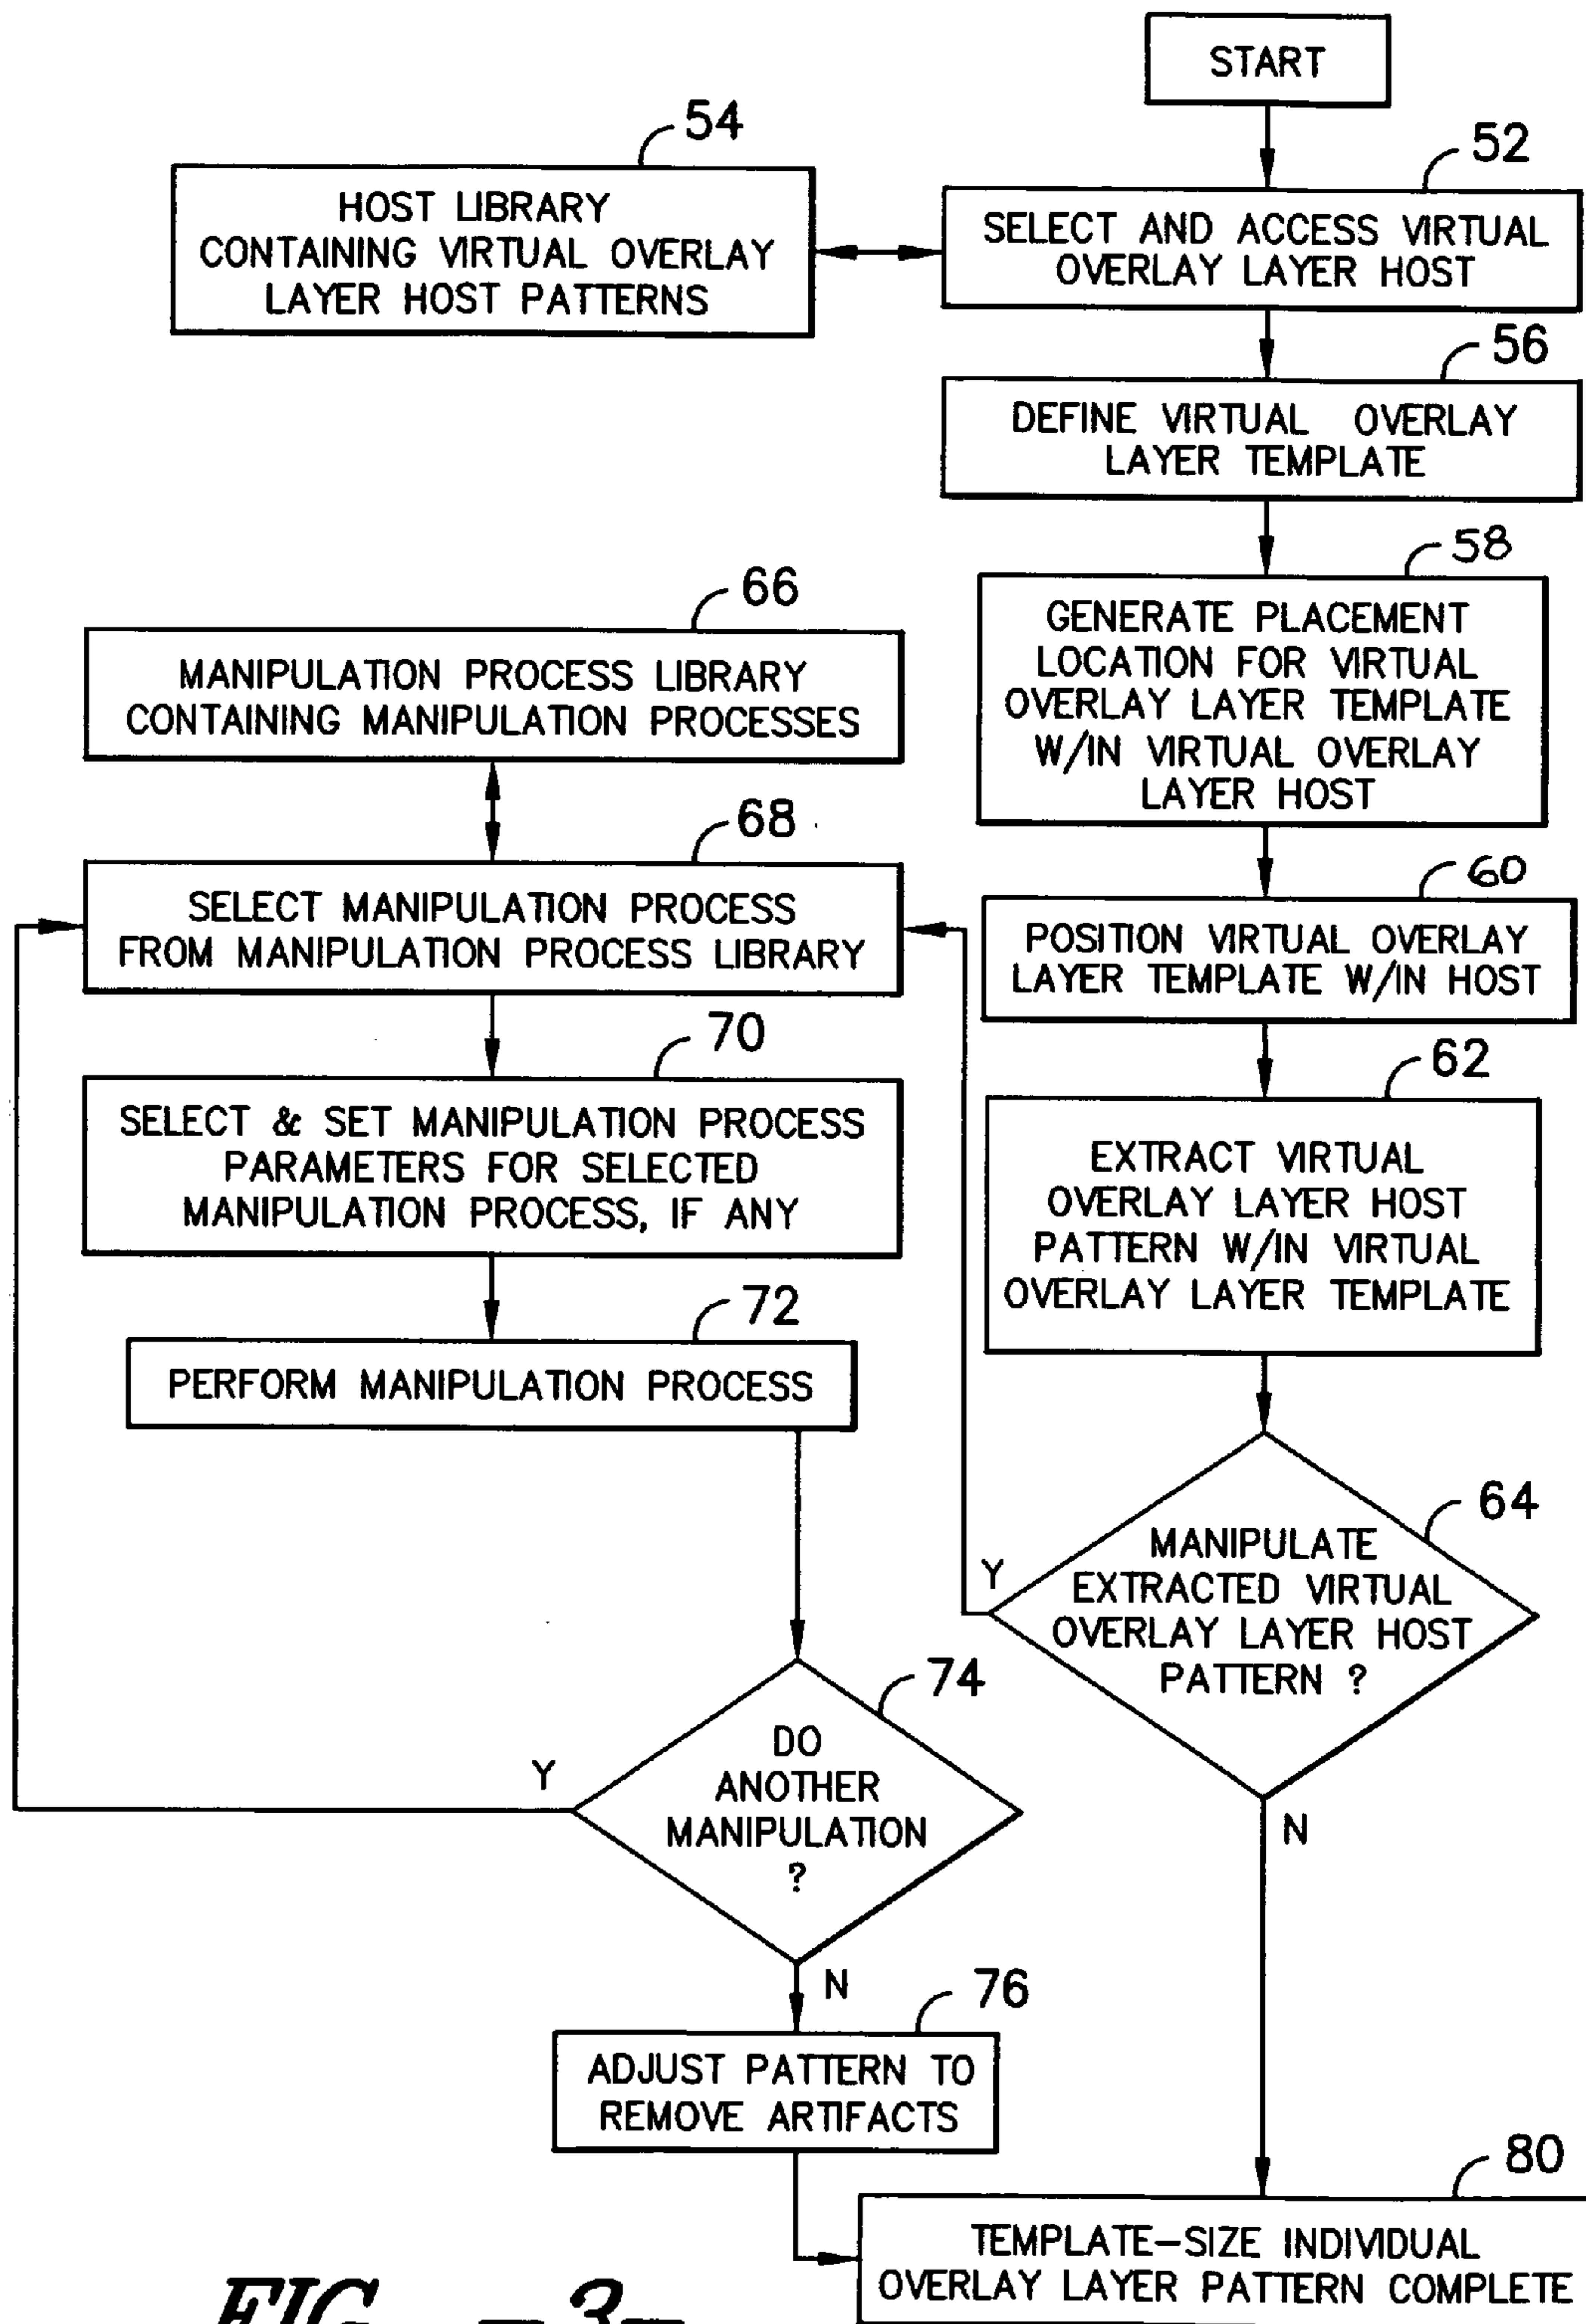 START
54
HOST LIBRARY
CONTAINING VIRTUAL OVERLAY
LAYER HOST PATTERNS
52
SELECT AND ACCESS VIRTUAL
OVERLAY LAYER HOST
56
DEFINE VIRTUAL OVERLAY
LAYER TEMPLATE
58
GENERATE PLACEMENT
LOCATION FOR VIRTUAL
OVERLAY LAYER TEMPLATE
W/IN VIRTUAL OVERLAY
LAYER HOST
60
POSITION VIRTUAL OVERLAY
LAYER TEMPLATE W/IN HOST
62
EXTRACT VIRTUAL
OVERLAY LAYER HOST
PATTERN W/IN VIRTUAL
OVERLAY LAYER TEMPLATE
64
MANIPULATE
EXTRACTED VIRTUAL
OVERLAY LAYER HOST
PATTERN ?
Y
N
66
MANIPULATION PROCESS LIBRARY
CONTAINING MANIPULATION PROCESSES
68
SELECT MANIPULATION PROCESS
FROM MANIPULATION PROCESS LIBRARY
70
SELECT & SET MANIPULATION PROCESS
PARAMETERS FOR SELECTED
MANIPULATION PROCESS, IF ANY
72
PERFORM MANIPULATION PROCESS
74
DO
ANOTHER
MANIPULATION
?
Y
N
76
ADJUST PATTERN TO
REMOVE ARTIFACTS
80
TEMPLATE-SIZE INDIVIDUAL
OVERLAY LAYER PATTERN COMPLETE
FIG. -3-